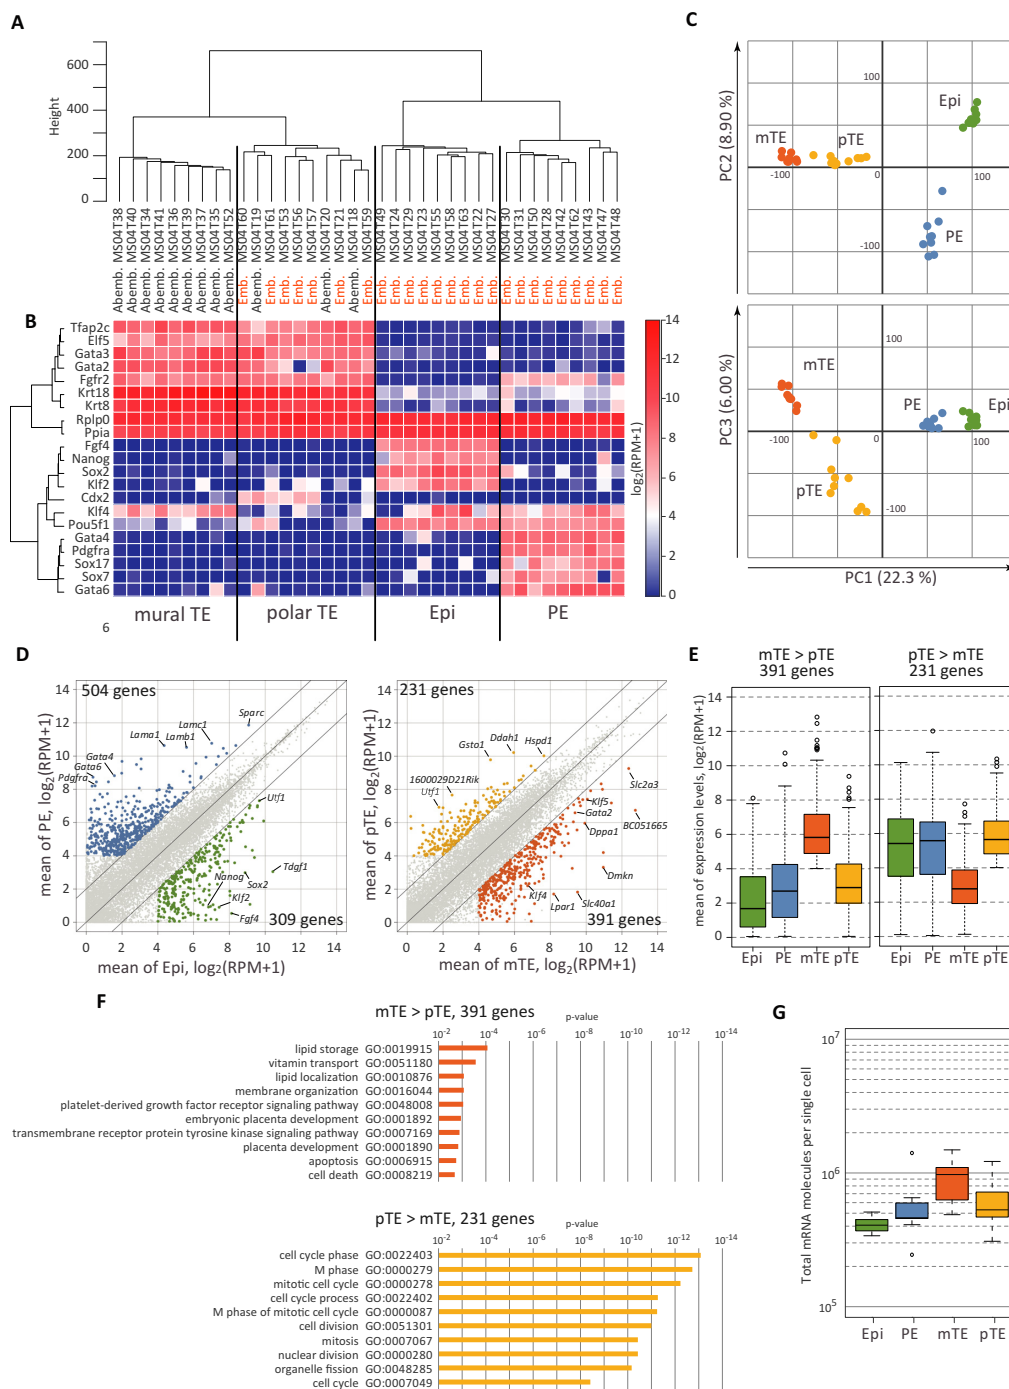 A
Height
600
400
200
0
MS04T38
MS04T40
MS04T34
MS04T41
MS04T36
MS04T39
MS04T37
MS04T35
MS04T52
MS04T60
MS04T19
MS04T61
MS04T53
MS04T56
MS04T57
MS04T20
MS04T21
MS04T18
MS04T59
MS04T49
MS04T24
MS04T29
MS04T23
MS04T55
MS04T58
MS04T63
MS04T22
MS04T27
MS04T30
MS04T31
MS04T50
MS04T28
MS04T42
MS04T62
MS04T43
MS04T47
MS04T48
Abemb. Abemb. Abemb. Abemb. Abemb. Abemb. Abemb. Abemb. Abemb. Emb. Abemb. Emb. Emb. Emb. Emb. Abemb. Emb. Abemb. Emb. Emb. Emb. Emb. Emb. Emb. Emb. Emb. Emb. Emb. Emb. Emb. Emb. Emb. Emb. Emb. Emb. Emb. Emb.
B
Tfap2c
Elf5
Gata3
Gata2
Fgfr2
Krt18
Krt8
Rplp0
Ppia
Fgf4
Nanog
Sox2
Klf2
Cdx2
Klf4
Pou5f1
Gata4
Pdgfra
Sox17
Sox7
Gata6
mural TE polar TE Epi PE
6
14
12
10
8
6
4
2
0
log2(RPM+1)
C
PC2 (8.90 %)
100
Epi
mTE pTE
-100 0 100
PE
-100
PC3 (6.00 %)
100
mTE
PE Epi
-100 0 100
pTE
-100
PC1 (22.3 %)
D
504 genes
mean of PE, log2(RPM+1)
14
12
10
8
6
4
2
0
Sparc
Lamc1
Lama1 Lamb1
Gata4
Gata6
Pdgfra
Utf1
Tdgf1
Nanog
Sox2
Klf2
Fgf4
309 genes
0 2 4 6 8 10 12 14
mean of Epi, log2(RPM+1)
231 genes
mean of pTE, log2(RPM+1)
14
12
10
8
6
4
2
0
Ddah1
Hspd1
Gsta1
1600029D21Rik
Utf1
Slc2a3
Klf5
Gata2
BC051665
Dppa1
Dmkn
Klf4
Lpar1
Slc40a1
391 genes
0 2 4 6 8 10 12 14
mean of mTE, log2(RPM+1)
E
mTE > pTE
391 genes
pTE > mTE
231 genes
mean of expression levels, log2(RPM+1)
14
12
10
8
6
4
2
0
Epi PE mTE pTE
Epi PE mTE pTE
F
mTE > pTE, 391 genes
p-value
10-2 10-4 10-6 10-8 10-10 10-12 10-14
lipid storage GO:0019915
vitamin transport GO:0051180
lipid localization GO:0010876
membrane organization GO:0016044
platelet-derived growth factor receptor signaling pathway GO:0048008
embryonic placenta development GO:0001892
transmembrane receptor protein tyrosine kinase signaling pathway GO:0007169
placenta development GO:0001890
apoptosis GO:0006915
cell death GO:0008219
pTE > mTE, 231 genes
p-value
10-2 10-4 10-6 10-8 10-10 10-12 10-14
cell cycle phase GO:0022403
M phase GO:0000279
mitotic cell cycle GO:0000278
cell cycle process GO:0022402
M phase of mitotic cell cycle GO:0000087
cell division GO:0051301
mitosis GO:0007067
nuclear division GO:0000280
organelle fission GO:0048285
cell cycle GO:0007049
G
Total mRNA molecules per single cell
107
106
105
Epi PE mTE pTE